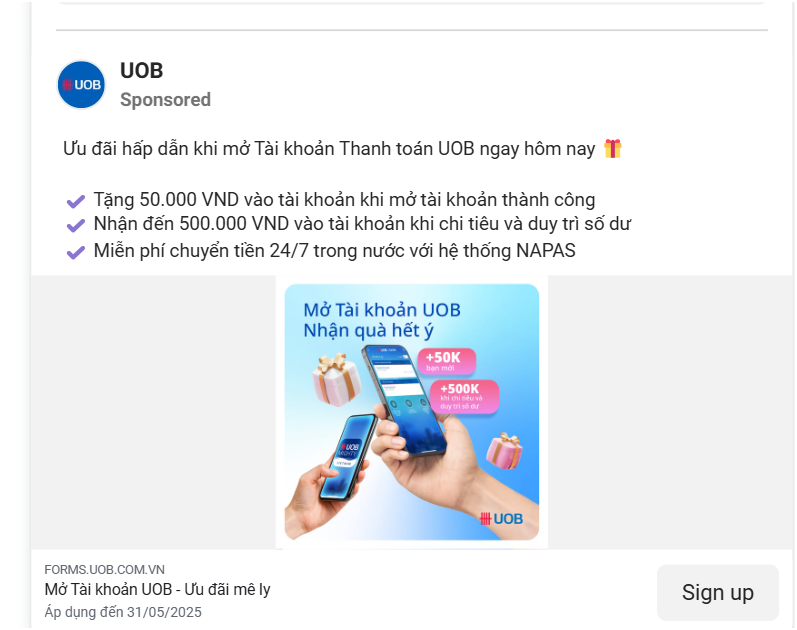 UOB
UOB
Sponsored
Ưu đãi hấp dẫn khi mở Tài khoản Thanh toán UOB ngay hôm nay 🎁
Tặng 50.000 VND vào tài khoản khi mở tài khoản thành công
Nhận đến 500.000 VND vào tài khoản khi chi tiêu và duy trì số dư
Miễn phí chuyển tiền 24/7 trong nước với hệ thống NAPAS
Mở Tài khoản UOB
Nhận quà hết ý
+50K
bạn mới
+500K
khi chi tiêu và
duy trì số dư
UOB
UOB
FORMS.UOB.COM.VN
Mở Tài khoản UOB - Ưu đãi mê ly
Áp dụng đến 31/05/2025
Sign up